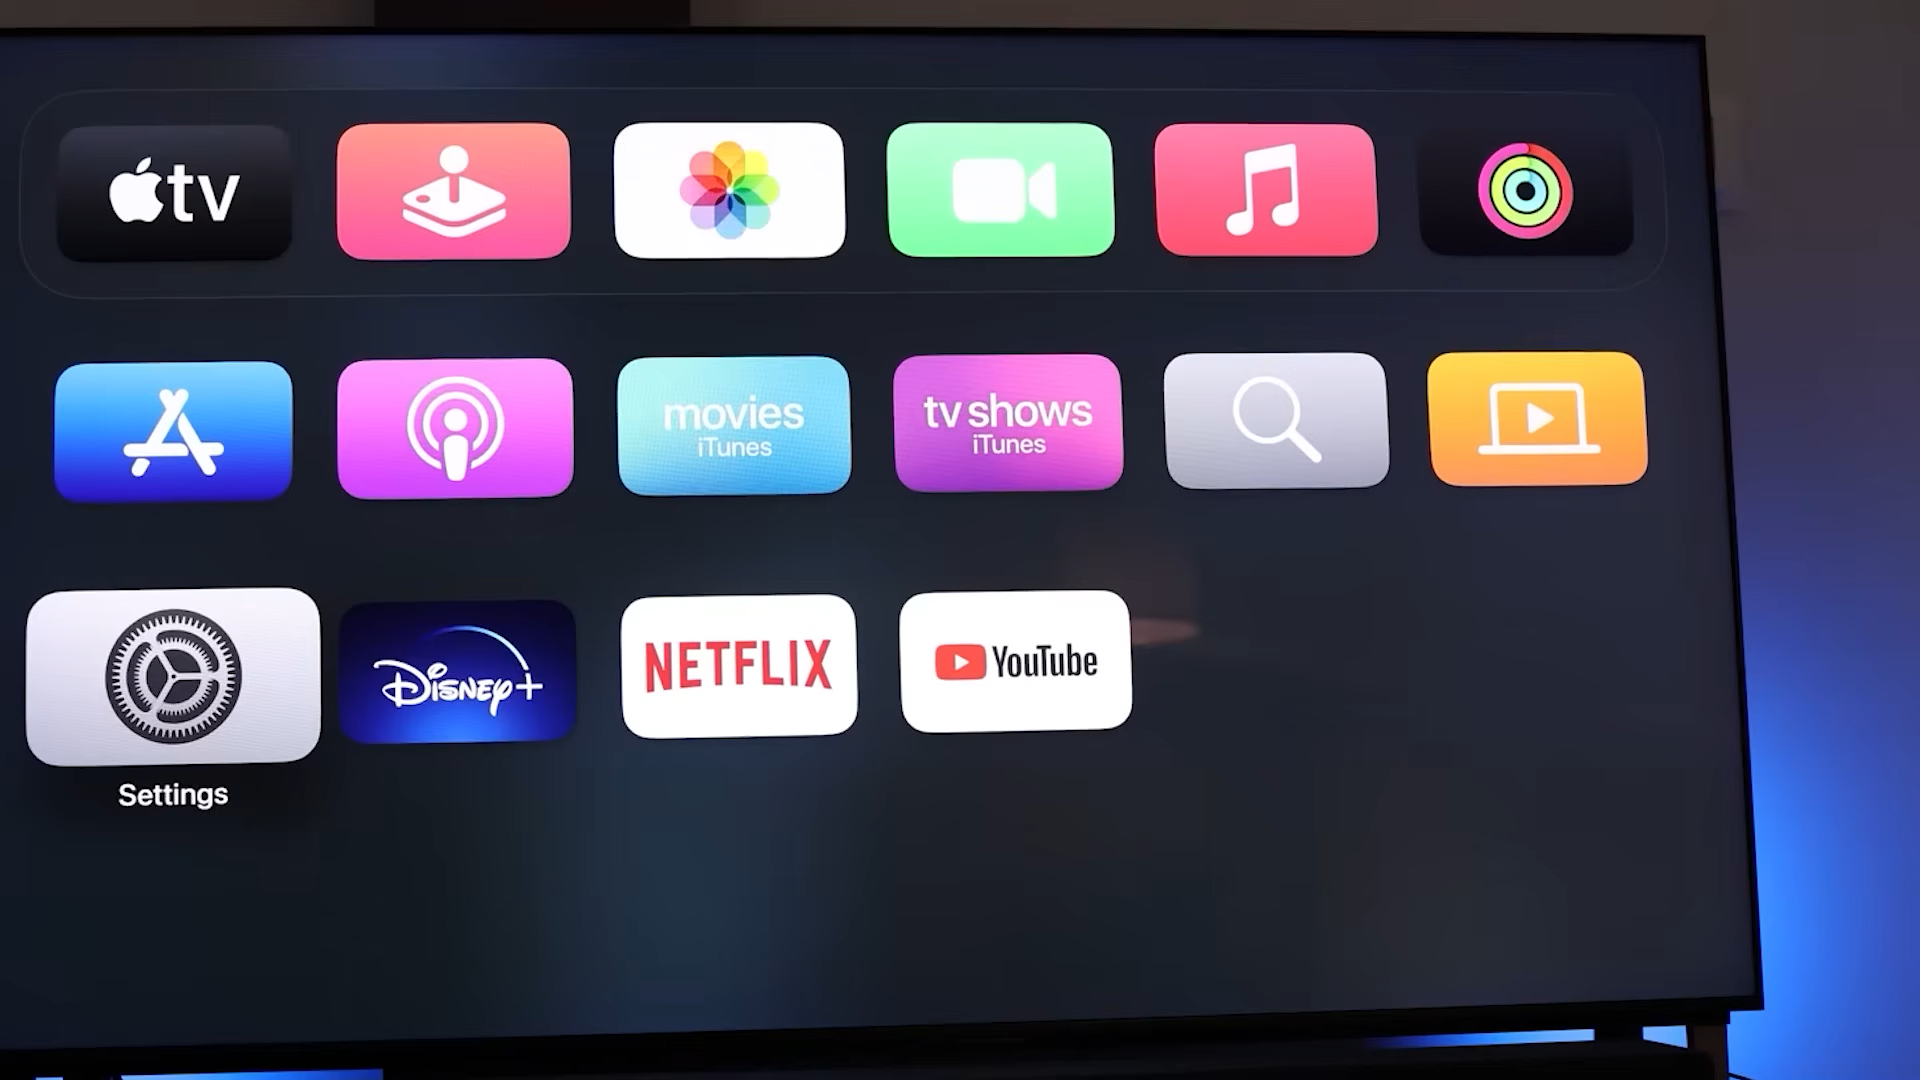 tv
movies
iTunes
tv shows
iTunes
Disney+
NETFLIX
YouTube
Settings